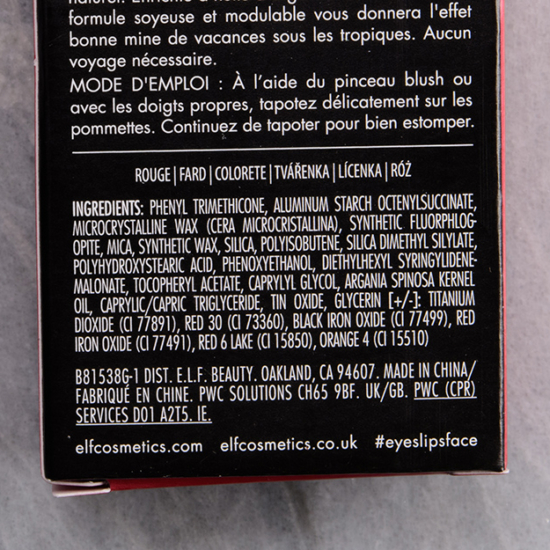 formule soyeuse et modulable vous donnera l'effet
bonne mine de vacances sous les tropiques. Aucun
voyage nécessaire.
MODE D'EMPLOI : À l'aide du pinceau blush ou
avec les doigts propres, tapotez délicatement sur les
pommettes. Continuez de tapoter pour bien estomper.
ROUGE | FARD | COLORETE | TVÁŘENKA | LÍCENKA | RÓŻ
INGREDIENTS: PHENYL TRIMETHICONE, ALUMINUM STARCH OCTENYLSUCCINATE,
MICROCRYSTALLINE WAX (CERA MICROCRISTALLINA), SYNTHETIC FLUORPHLOG-
OPITE, MICA, SYNTHETIC WAX, SILICA, POLYISOBUTENE, SILICA DIMETHYL SILYLATE,
POLYHYDROXYSTEARIC ACID, PHENOXYETHANOL, DIETHYLHEXYL SYRINGYLIDENE-
MALONATE, TOCOPHERYL ACETATE, CAPRYLYL GLYCOL, ARGANIA SPINOSA KERNEL
OIL, CAPRYLIC/CAPRIC TRIGLYCERIDE, TIN OXIDE, GLYCERIN [+/-]: TITANIUM
DIOXIDE (CI 77891), RED 30 (CI 73360), BLACK IRON OXIDE (CI 77499), RED
IRON OXIDE (CI 77491), RED 6 LAKE (CI 15850), ORANGE 4 (CI 15510)
B81538G-1 DIST. E.L.F. BEAUTY. OAKLAND, CA 94607. MADE IN CHINA/
FABRIQUÉ EN CHINE. PWC SOLUTIONS CH65 9BF. UK/GB. PWC (CPR)
SERVICES D01 A2T5. IE.
elfcosmetics.com elfcosmetics.co.uk #eyeslipsface